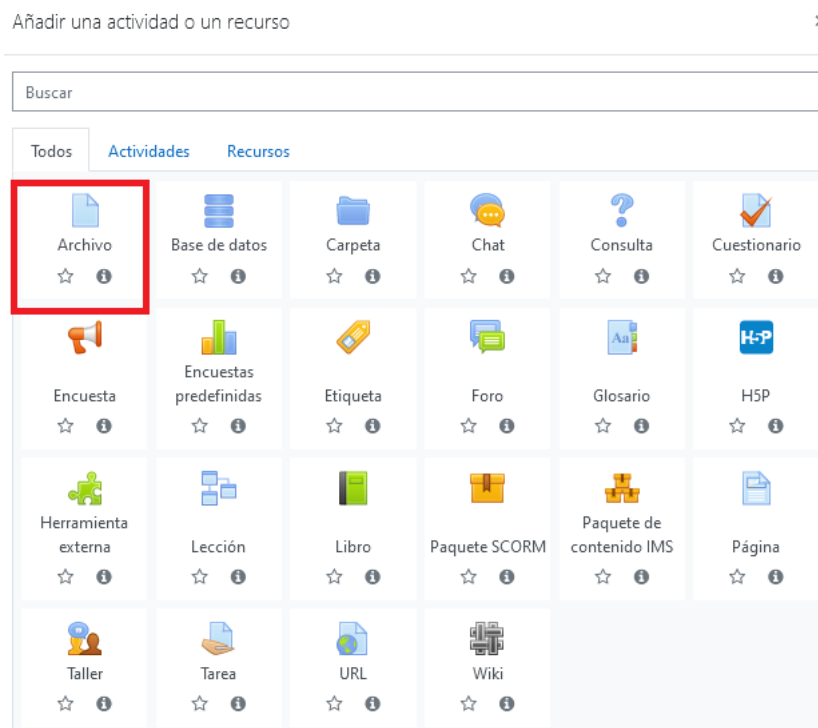 Añadir una actividad o un recurso
Buscar
Todos
Actividades
Recursos
Archivo
Base de datos
Carpeta
Chat
Consulta
Cuestionario
Encuesta
Encuestas
predefinidas
Etiqueta
Foro
Aa
Glosario
H5P
H5P
Herramienta
externa
Lección
Libro
Paquete SCORM
Paquete de
contenido IMS
Página
Taller
Tarea
URL
Wiki